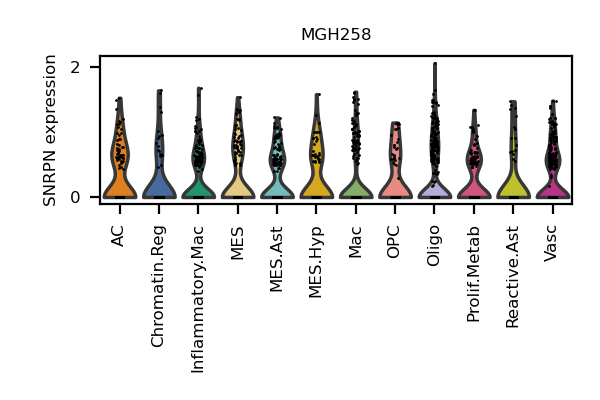 MGH258
SNRPN expression
2
0
AC
Chromatin.Reg
Inflammatory.Mac
MES
MES.Ast
MES.Hyp
Mac
OPC
Oligo
Prolif.Metab
Reactive.Ast
Vasc